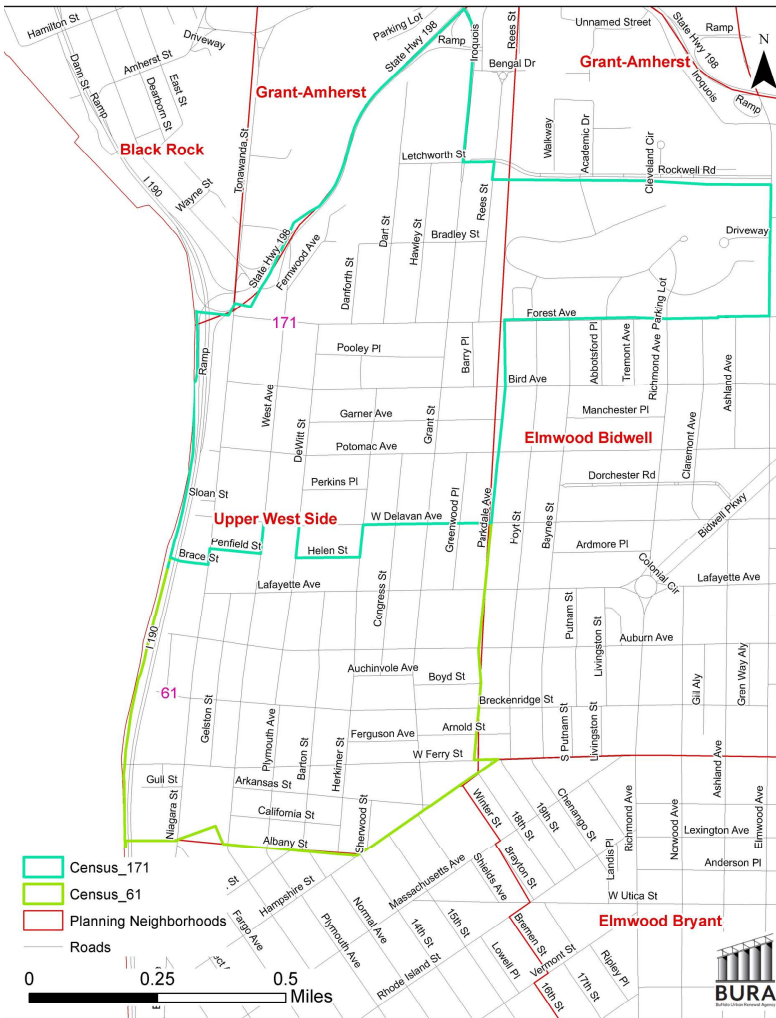 Hamilton St
Parking Lot
Rees St
Unnamed Street
State Hwy 198
Ramp
N
Driveway
State Hwy 198
Ramp
Iroquois
Amherst St
Bengal Dr
Grant-Amherst
Iroquois
Dann St
Ramp
East St
Dearborn St
Grant-Amherst
Ramp
Black Rock
Tonawanda St
Letchworth St
Walkway
Academic Dr
Cleveland Cir
Rockwell Rd
I 190
Wayne St
Rees St
Dart St
Hawley St
Bradley St
Driveway
State Hwy 198
Fernwood Ave
Danforth St
Parking Lot
171
Forest Ave
Abbotsford Pl
Tremont Ave
Richmond Ave
Ramp
Pooley Pl
Barry Pl
Bird Ave
Ashland Ave
West Ave
Garner Ave
Grant St
Manchester Pl
DeWitt St
Potomac Ave
Elmwood Bidwell
Claremont Ave
Perkins Pl
Dorchester Rd
Sloan St
Upper West Side
W Delavan Ave
Greenwood Pl
Parkdale Ave
Hoyt St
Baynes St
Bidwell Pkwy
Penfield St
Brace St
Helen St
Ardmore Pl
Colonial Cir
Lafayette Ave
Lafayette Ave
Congress St
Putnam St
Livingston St
Auburn Ave
I 190
Auchinvole Ave
Boyd St
61
Breckenridge St
Gil Aly
Gren Way Aly
Gelston St
Plymouth Ave
Barton St
Herkimer St
Ferguson Ave
Arnold St
S Putnam St
Livingston St
W Ferry St
Gull St
Arkansas St
Ashland Ave
Niagara St
California St
Sherwood St
Winter St
18th St
19th St
Chenango St
Richmond Ave
Norwood Ave
Lexington Ave
Elmwood Ave
Albany St
Landis Pl
Anderson Pl
Census_171
Massachusetts Ave
Shields Ave
Brayton St
Census_61
Hampshire St
W Utica St
Planning Neighborhoods
Fargo Ave
Plymouth Ave
Normal Ave
14th St
15th St
Bremen St
Elmwood Bryant
Roads
Lowell Pl
Vermont St
Ripley Pl
Rhode Island St
17th St
16th St
0 0.25 0.5
Miles
BURA
Buffalo Urban Renewal Agency